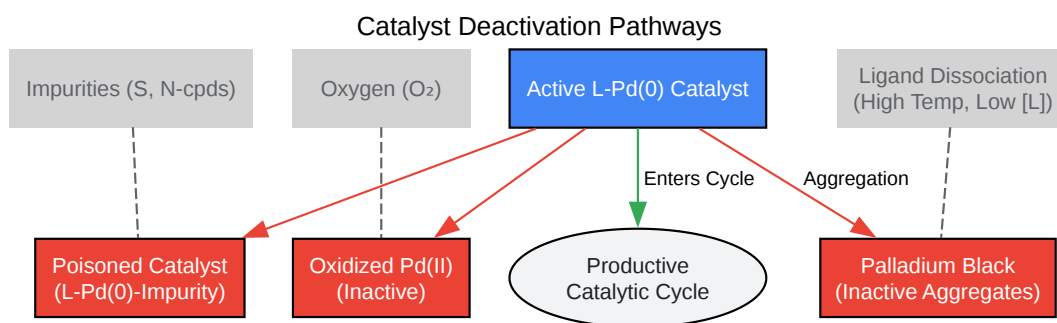 Catalyst Deactivation Pathways
Impurities (S, N-cpds)
Oxygen (O₂)
Active L-Pd(0) Catalyst
Ligand Dissociation
(High Temp, Low [L])
Enters Cycle
Aggregation
Poisoned Catalyst
(L-Pd(0)-Impurity)
Oxidized Pd(II)
(Inactive)
Productive
Catalytic Cycle
Palladium Black
(Inactive Aggregates)